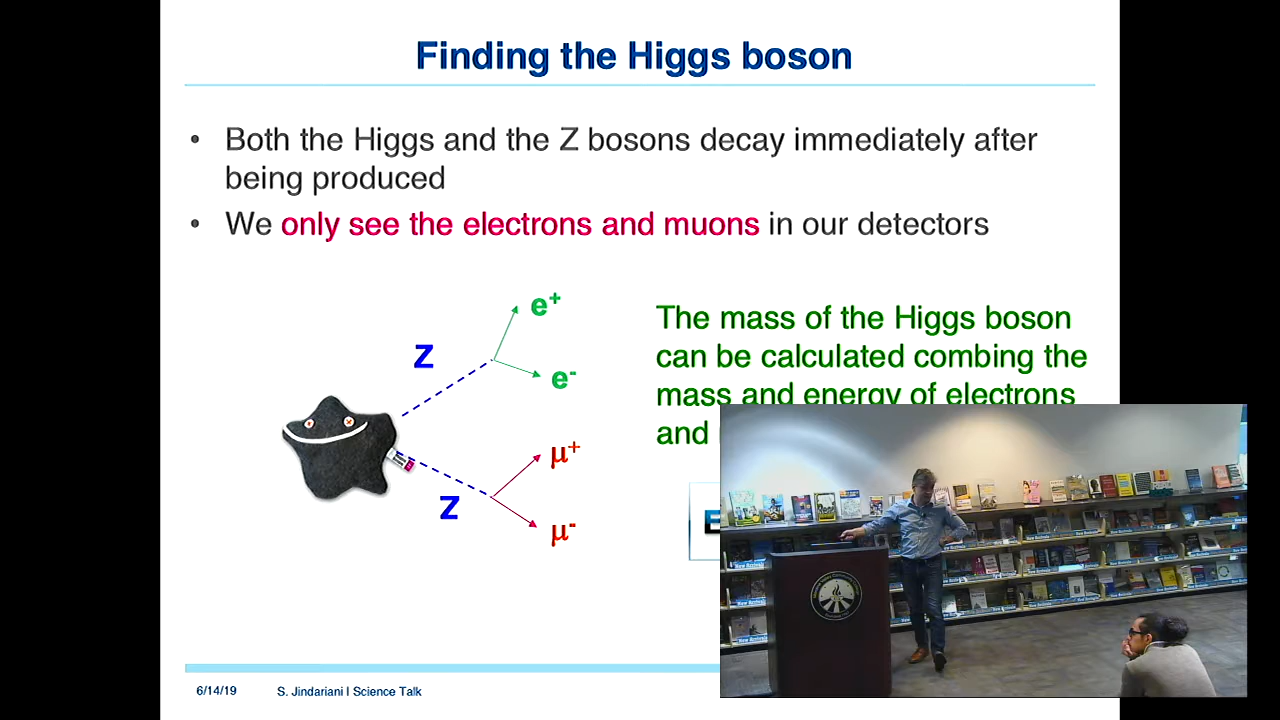 Finding the Higgs boson
• Both the Higgs and the Z bosons decay immediately after
being produced
• We only see the electrons and muons in our detectors
e+
Z
e-
μ+
Z
μ-
The mass of the Higgs boson
can be calculated combing the
mass and energy of electrons
and
6/14/19 S. Jindariani | Science Talk